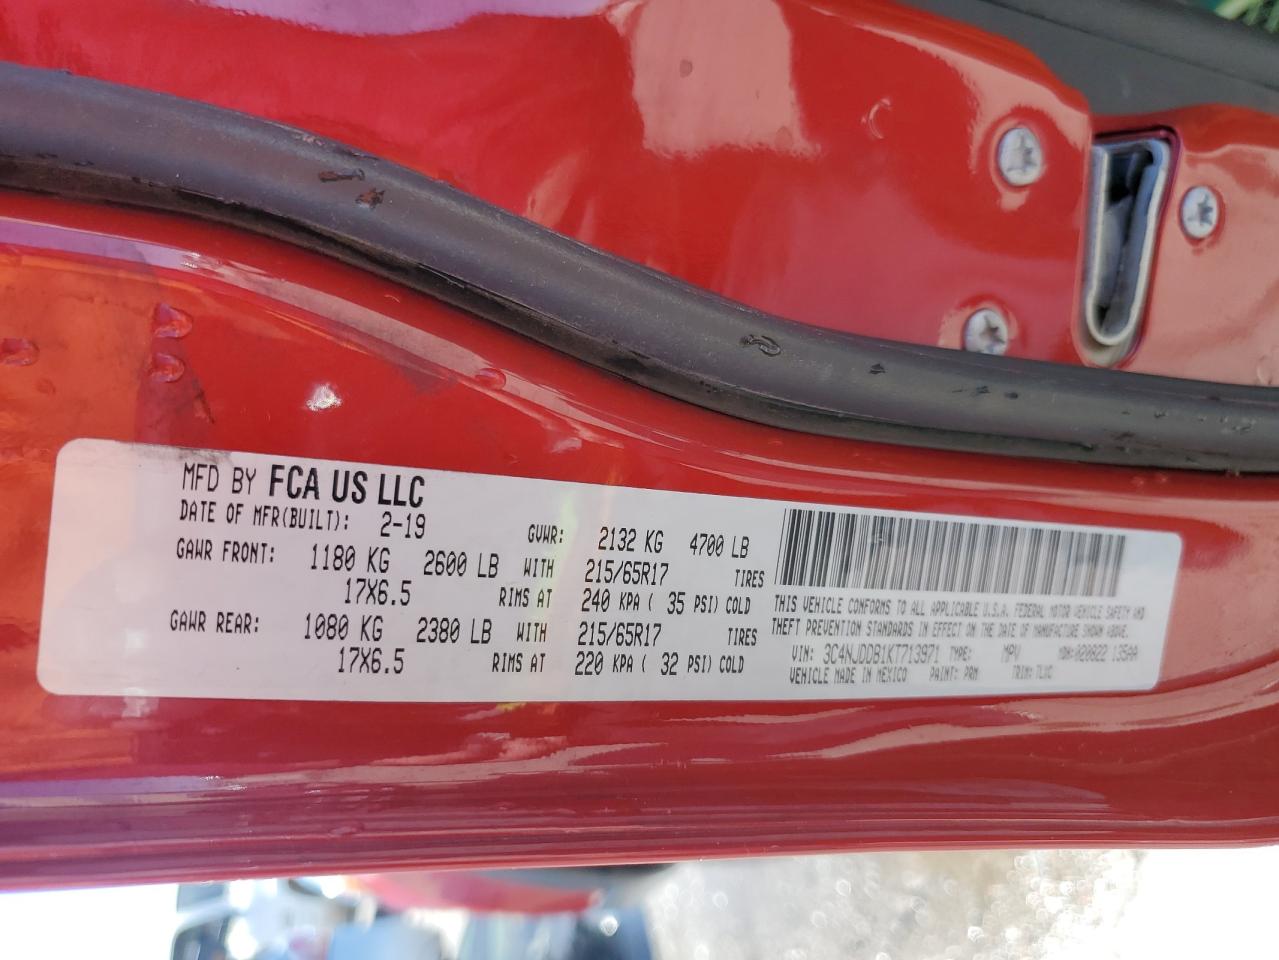 MFD BY FCA US LLC
DATE OF MFR(BUILT): 2-19 GVWR: 2132 KG 4700 LB
GAWR FRONT: 1180 KG 2600 LB WITH 215/65R17 TIRES
17X6.5 RIMS AT 240 KPA ( 35 PSI) COLD
GAWR REAR: 1080 KG 2380 LB WITH 215/65R17 TIRES
17X6.5 RIMS AT 220 KPA ( 32 PSI) COLD
THIS VEHICLE CONFORMS TO ALL APPLICABLE U.S.A. FEDERAL MOTOR VEHICLE SAFETY AND
THEFT PREVENTION STANDARDS IN EFFECT ON THE DATE OF MANUFACTURE SHOWN ABOVE.
VIN: 3C4NJDDB1KT713971 TYPE: MPV MDH:020822 135AA
VEHICLE MADE IN MEXICO PAINT: PRM TRIM: